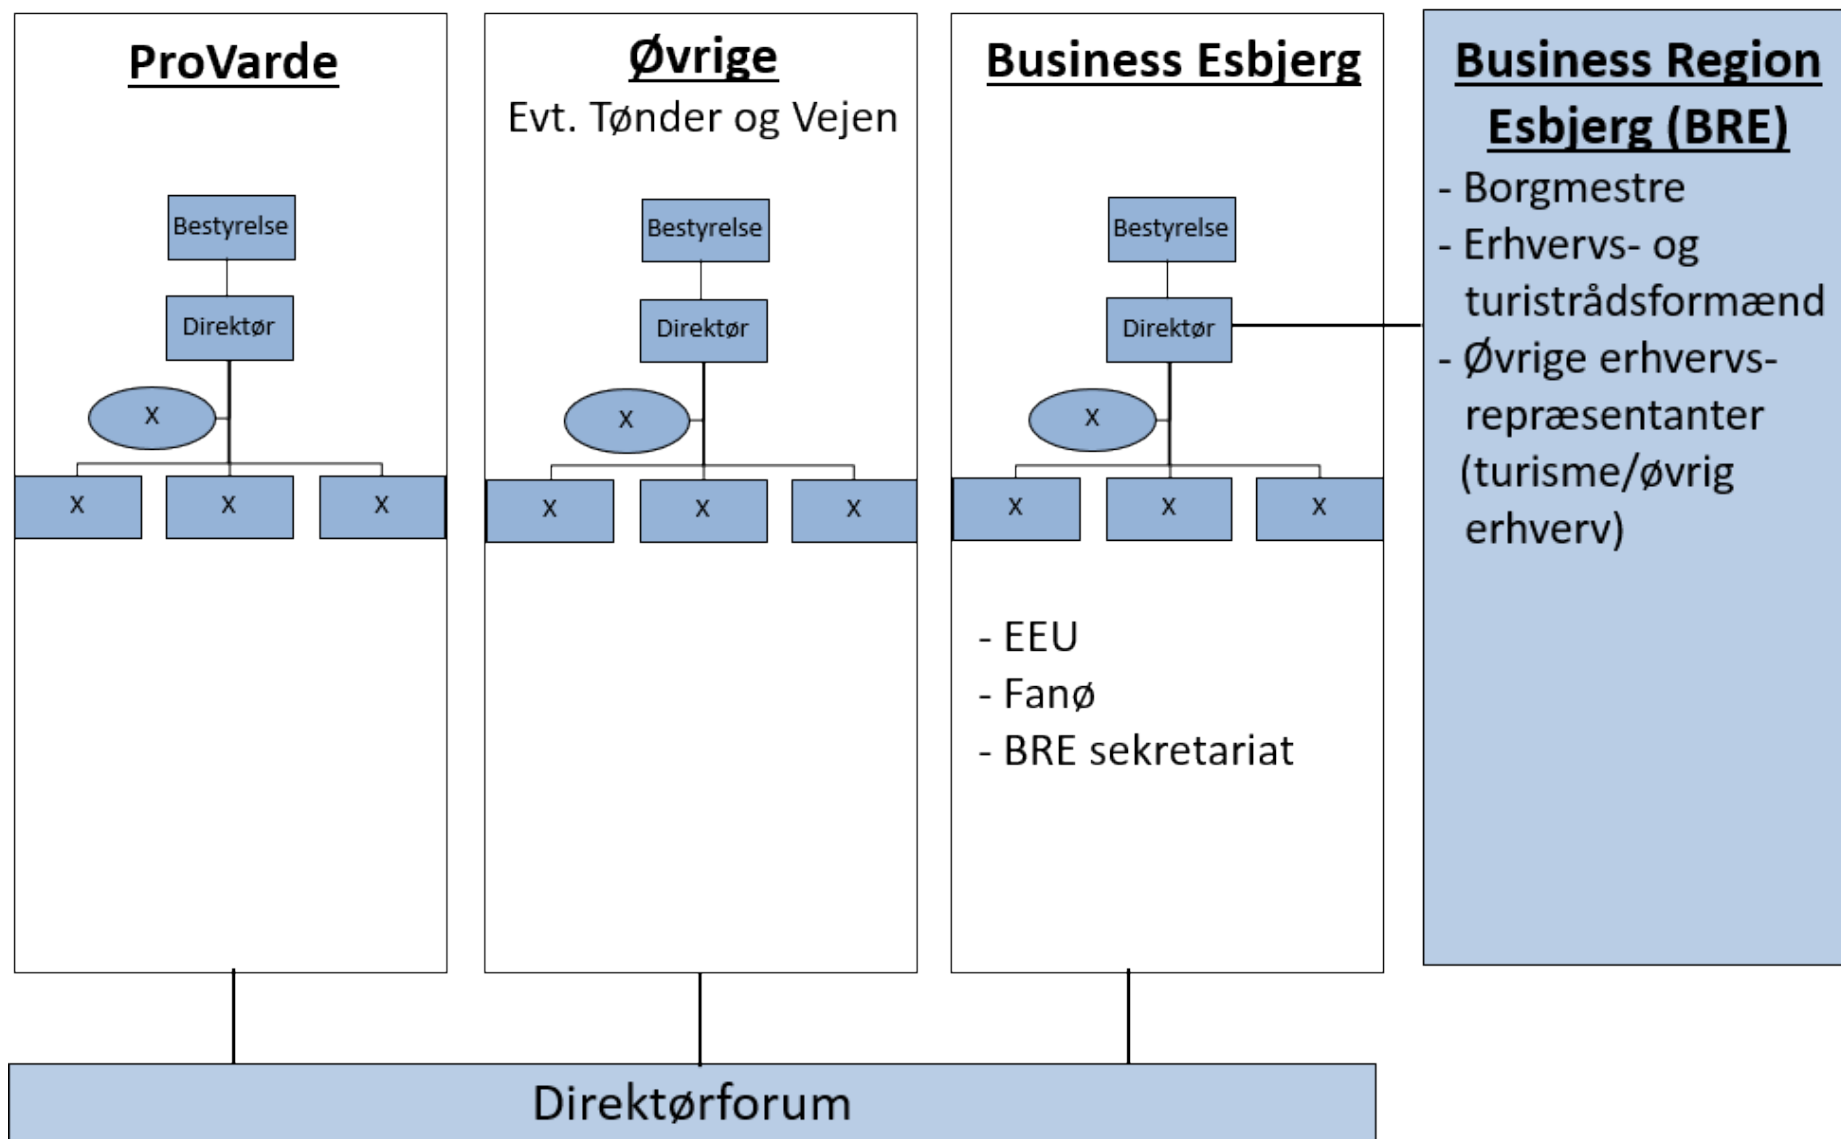 ProVarde
Bestyrelse
Direktør
X
X
X
X
Øvrige
Evt. Tønder og Vejen
Bestyrelse
Direktør
X
X
X
X
Business Esbjerg
Bestyrelse
Direktør
X
X
X
X
- EEU
- Fanø
- BRE sekretariat
Business Region
Esbjerg (BRE)
- Borgmestre
- Erhvervs- og
turistrådsformænd
- Øvrige erhvervs-
repræsentanter
(turisme/øvrig
erhverv)
Direktørforum